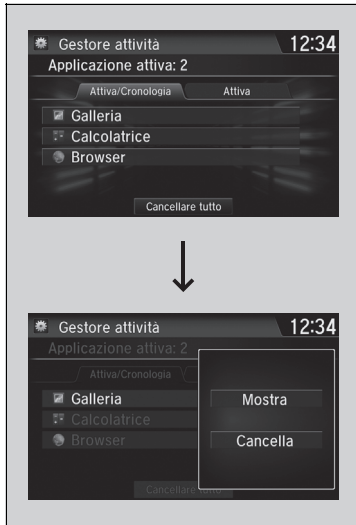 Gestore attività 12:34
Applicazione attiva: 2
Attiva/Cronologia Attiva
Galleria
Calcolatrice
Browser
Cancellare tutto
Gestore attività 12:34
Applicazione attiva: 2
Attiva/Cronologia
Galleria
Calcolatrice
Browser
Mostra
Cancella
Cancellare tutto